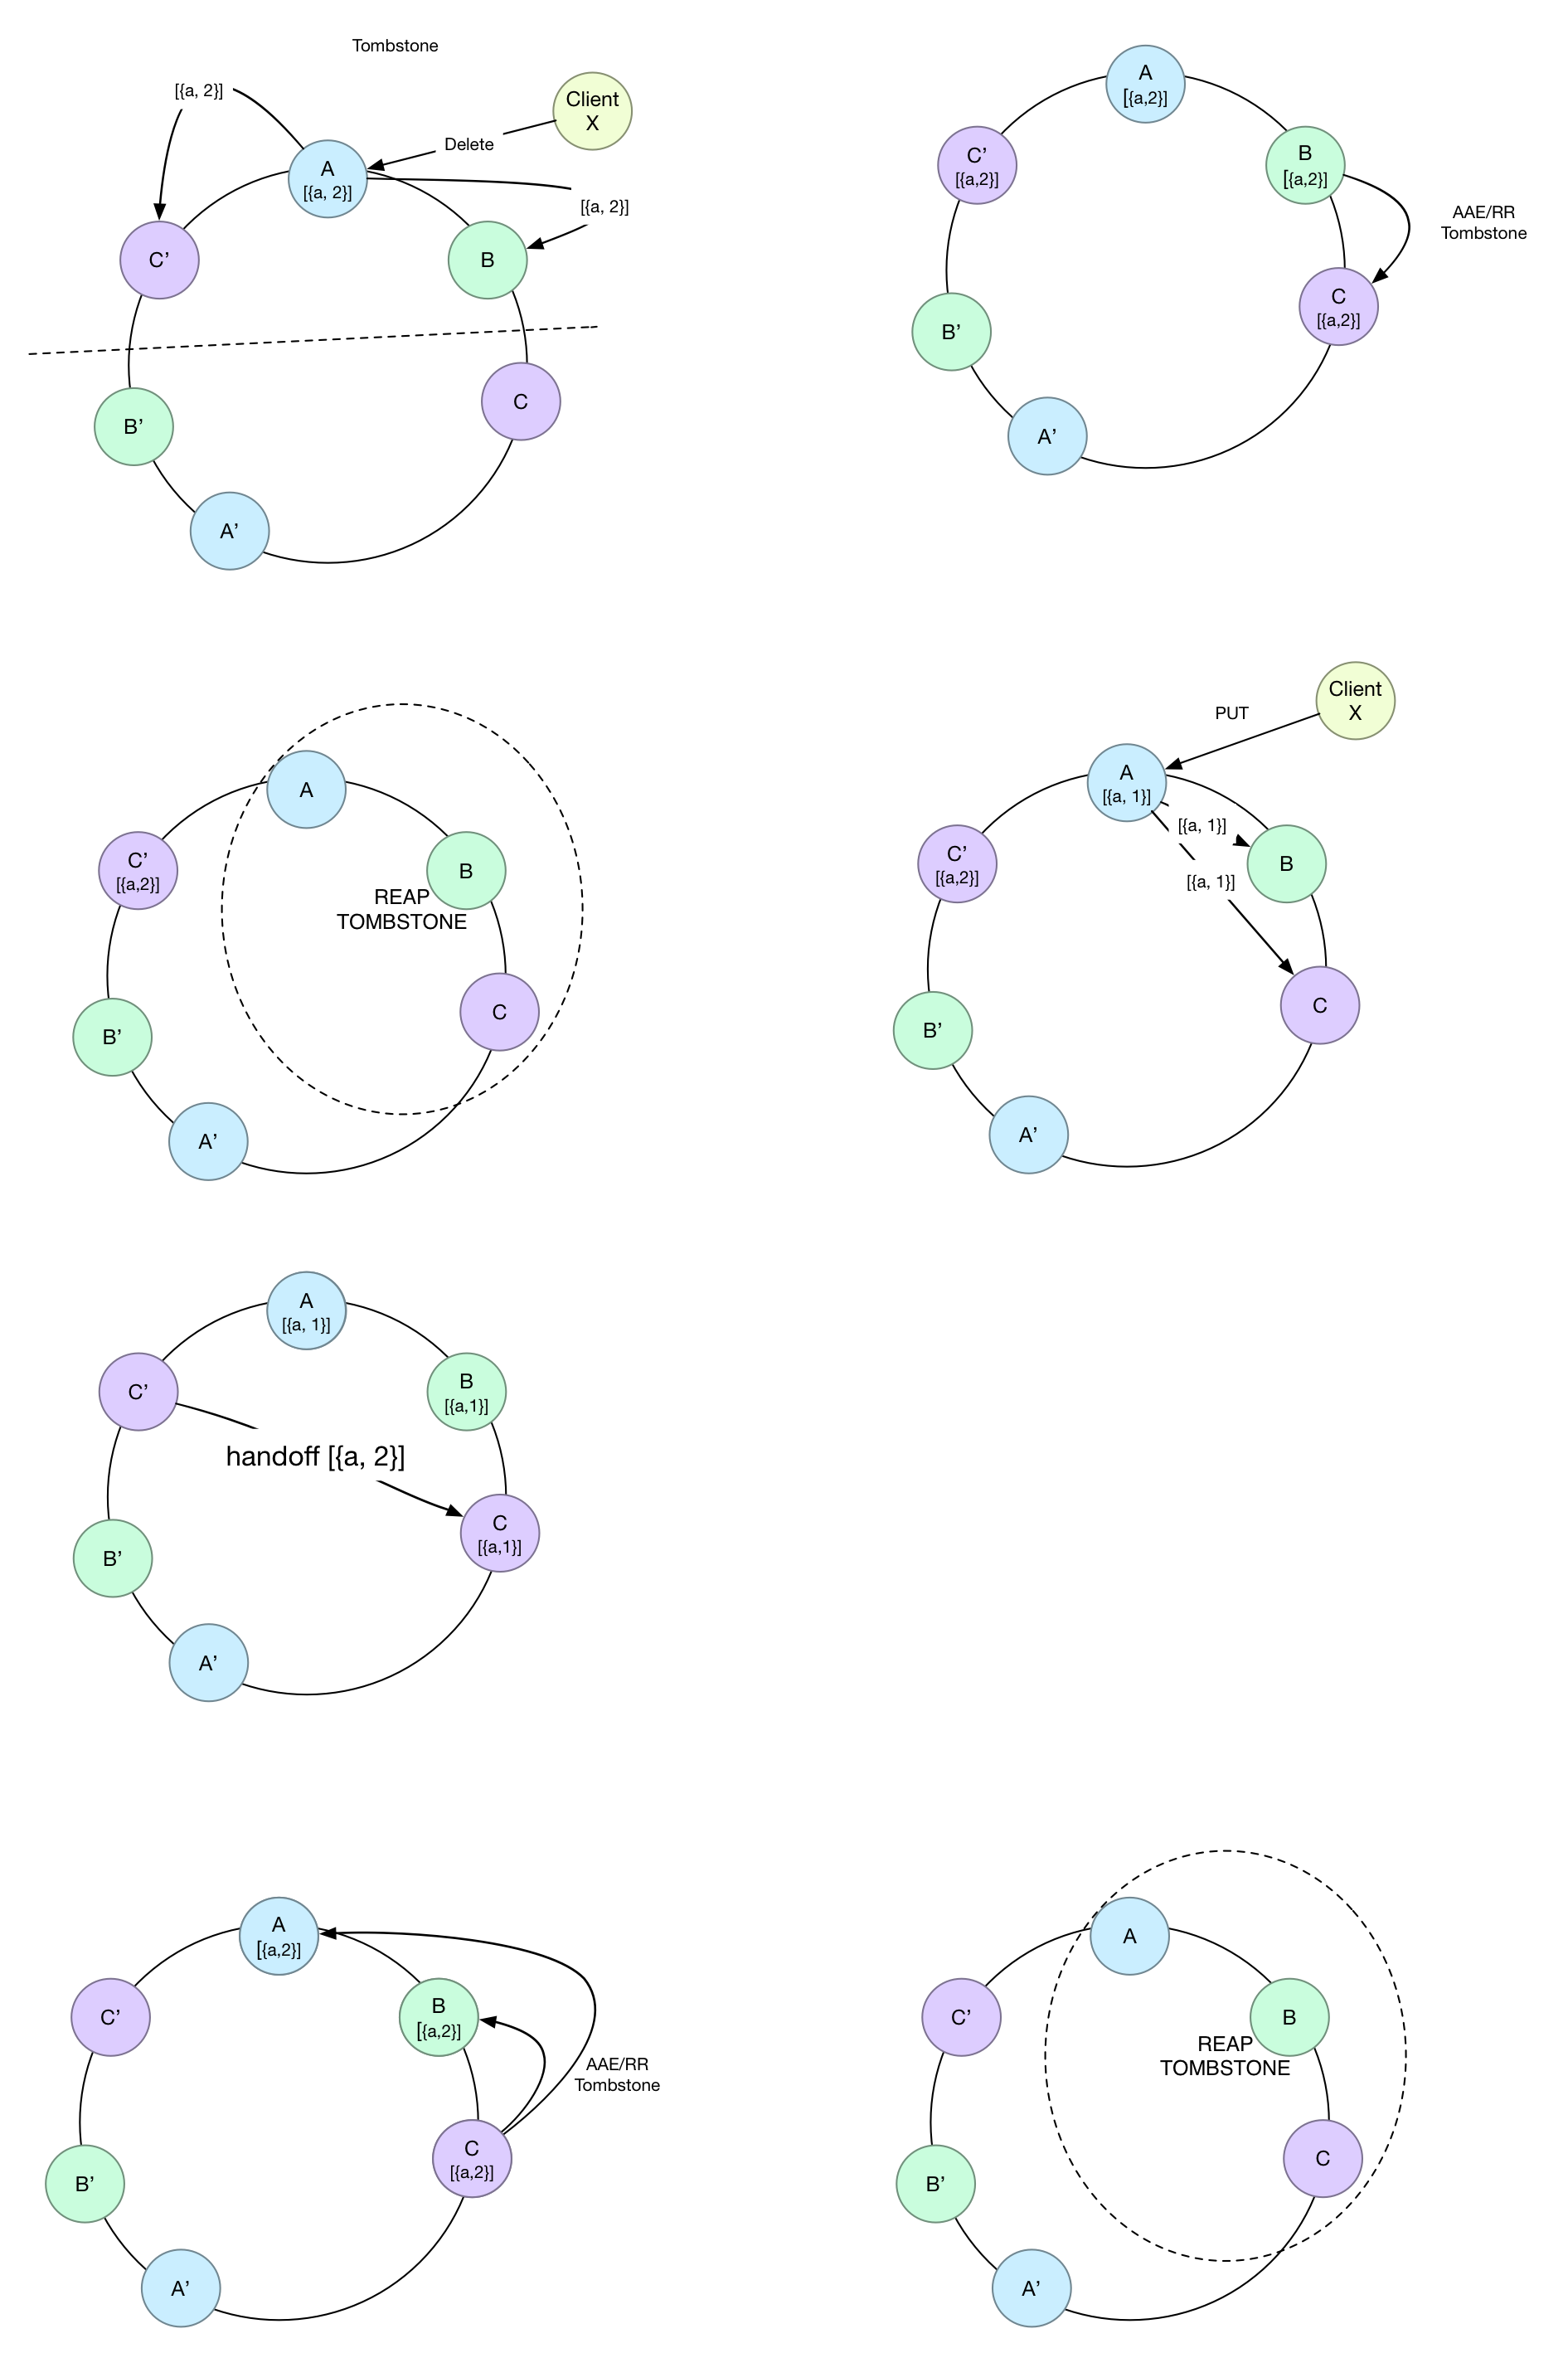 Tombstone
[{a, 2}]
Client
X
Delete
A
[{a, 2}]
[{a, 2}]
C’
B
B’
C
A’
A
[{a,2}]
C’
[{a,2}]
B
[{a,2}]
AAE/RR
Tombstone
C
[{a,2}]
B’
A’
A
C’
[{a,2}]
B
REAP
TOMBSTONE
C
B’
A’
Client
X
PUT
A
[{a, 1}]
[{a, 1}]
C’
[{a,2}]
B
[{a, 1}]
C
B’
A’
A
[{a, 1}]
C’
B
[{a,1}]
handoff [{a, 2}]
C
[{a,1}]
B’
A’
A
[{a,2}]
C’
B
[{a,2}]
AAE/RR
Tombstone
C
[{a,2}]
B’
A’
A
C’
B
REAP
TOMBSTONE
C
B’
A’